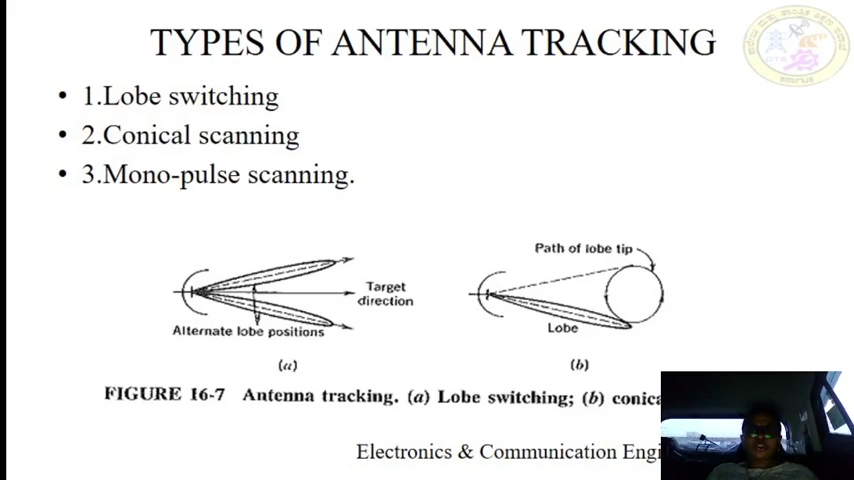 TYPES OF ANTENNA TRACKING
• 1.Lobe switching
• 2.Conical scanning
• 3.Mono-pulse scanning.
Path of lobe tip
Target
direction
Alternate lobe positions
Lobe
(a)
(b)
FIGURE 16-7 Antenna tracking. (a) Lobe switching; (b) conica
Electronics & Communication Engi